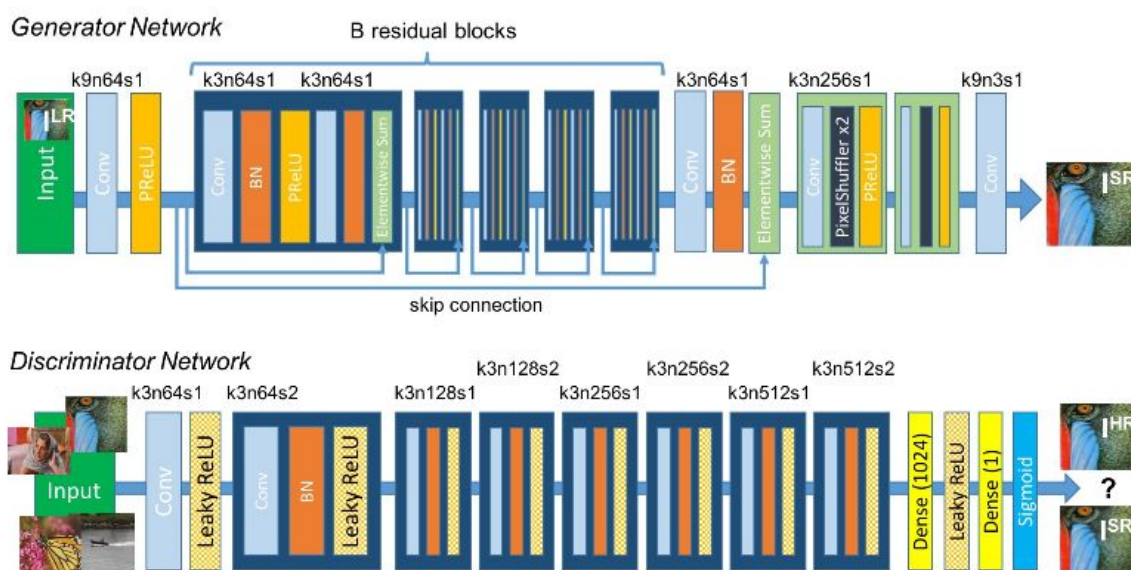 Generator Network
B residual blocks
k9n64s1
k3n64s1
k3n64s1
k3n64s1
k3n256s1
k9n3s1
I^LR
Input
Conv
PReLU
Conv
BN
PReLU
Elementwise Sum
Conv
BN
Elementwise Sum
Conv
PixelShuffler x2
PReLU
Conv
I^SR
skip connection
Discriminator Network
k3n64s1
k3n64s2
k3n128s1
k3n128s2
k3n256s1
k3n256s2
k3n512s1
k3n512s2
Input
Conv
Leaky ReLU
Conv
BN
Leaky ReLU
Dense (1024)
Leaky ReLU
Dense (1)
Sigmoid
I^HR
?
I^SR